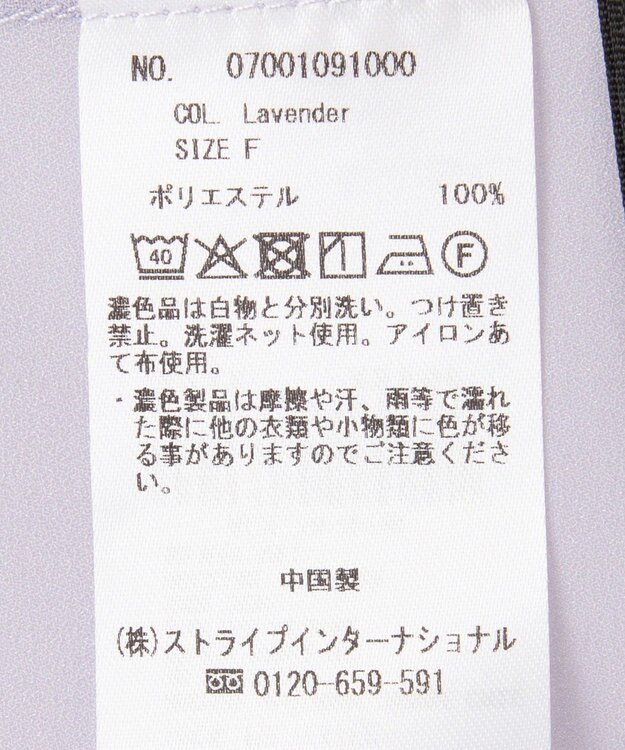 NO. 07001091000
COL. Lavender
SIZE F
ポリエステル 100%
40 F
濃色品は白物と分別洗い。つけ置き
禁止。洗濯ネット使用。アイロンあ
て布使用。
・濃色製品は摩擦や汗、雨等で濡れ
た際に他の衣類や小物類に色が移
る事がありますのでご注意くださ
い。
中国製
(株)ストライプインターナショナル
0120-659-591